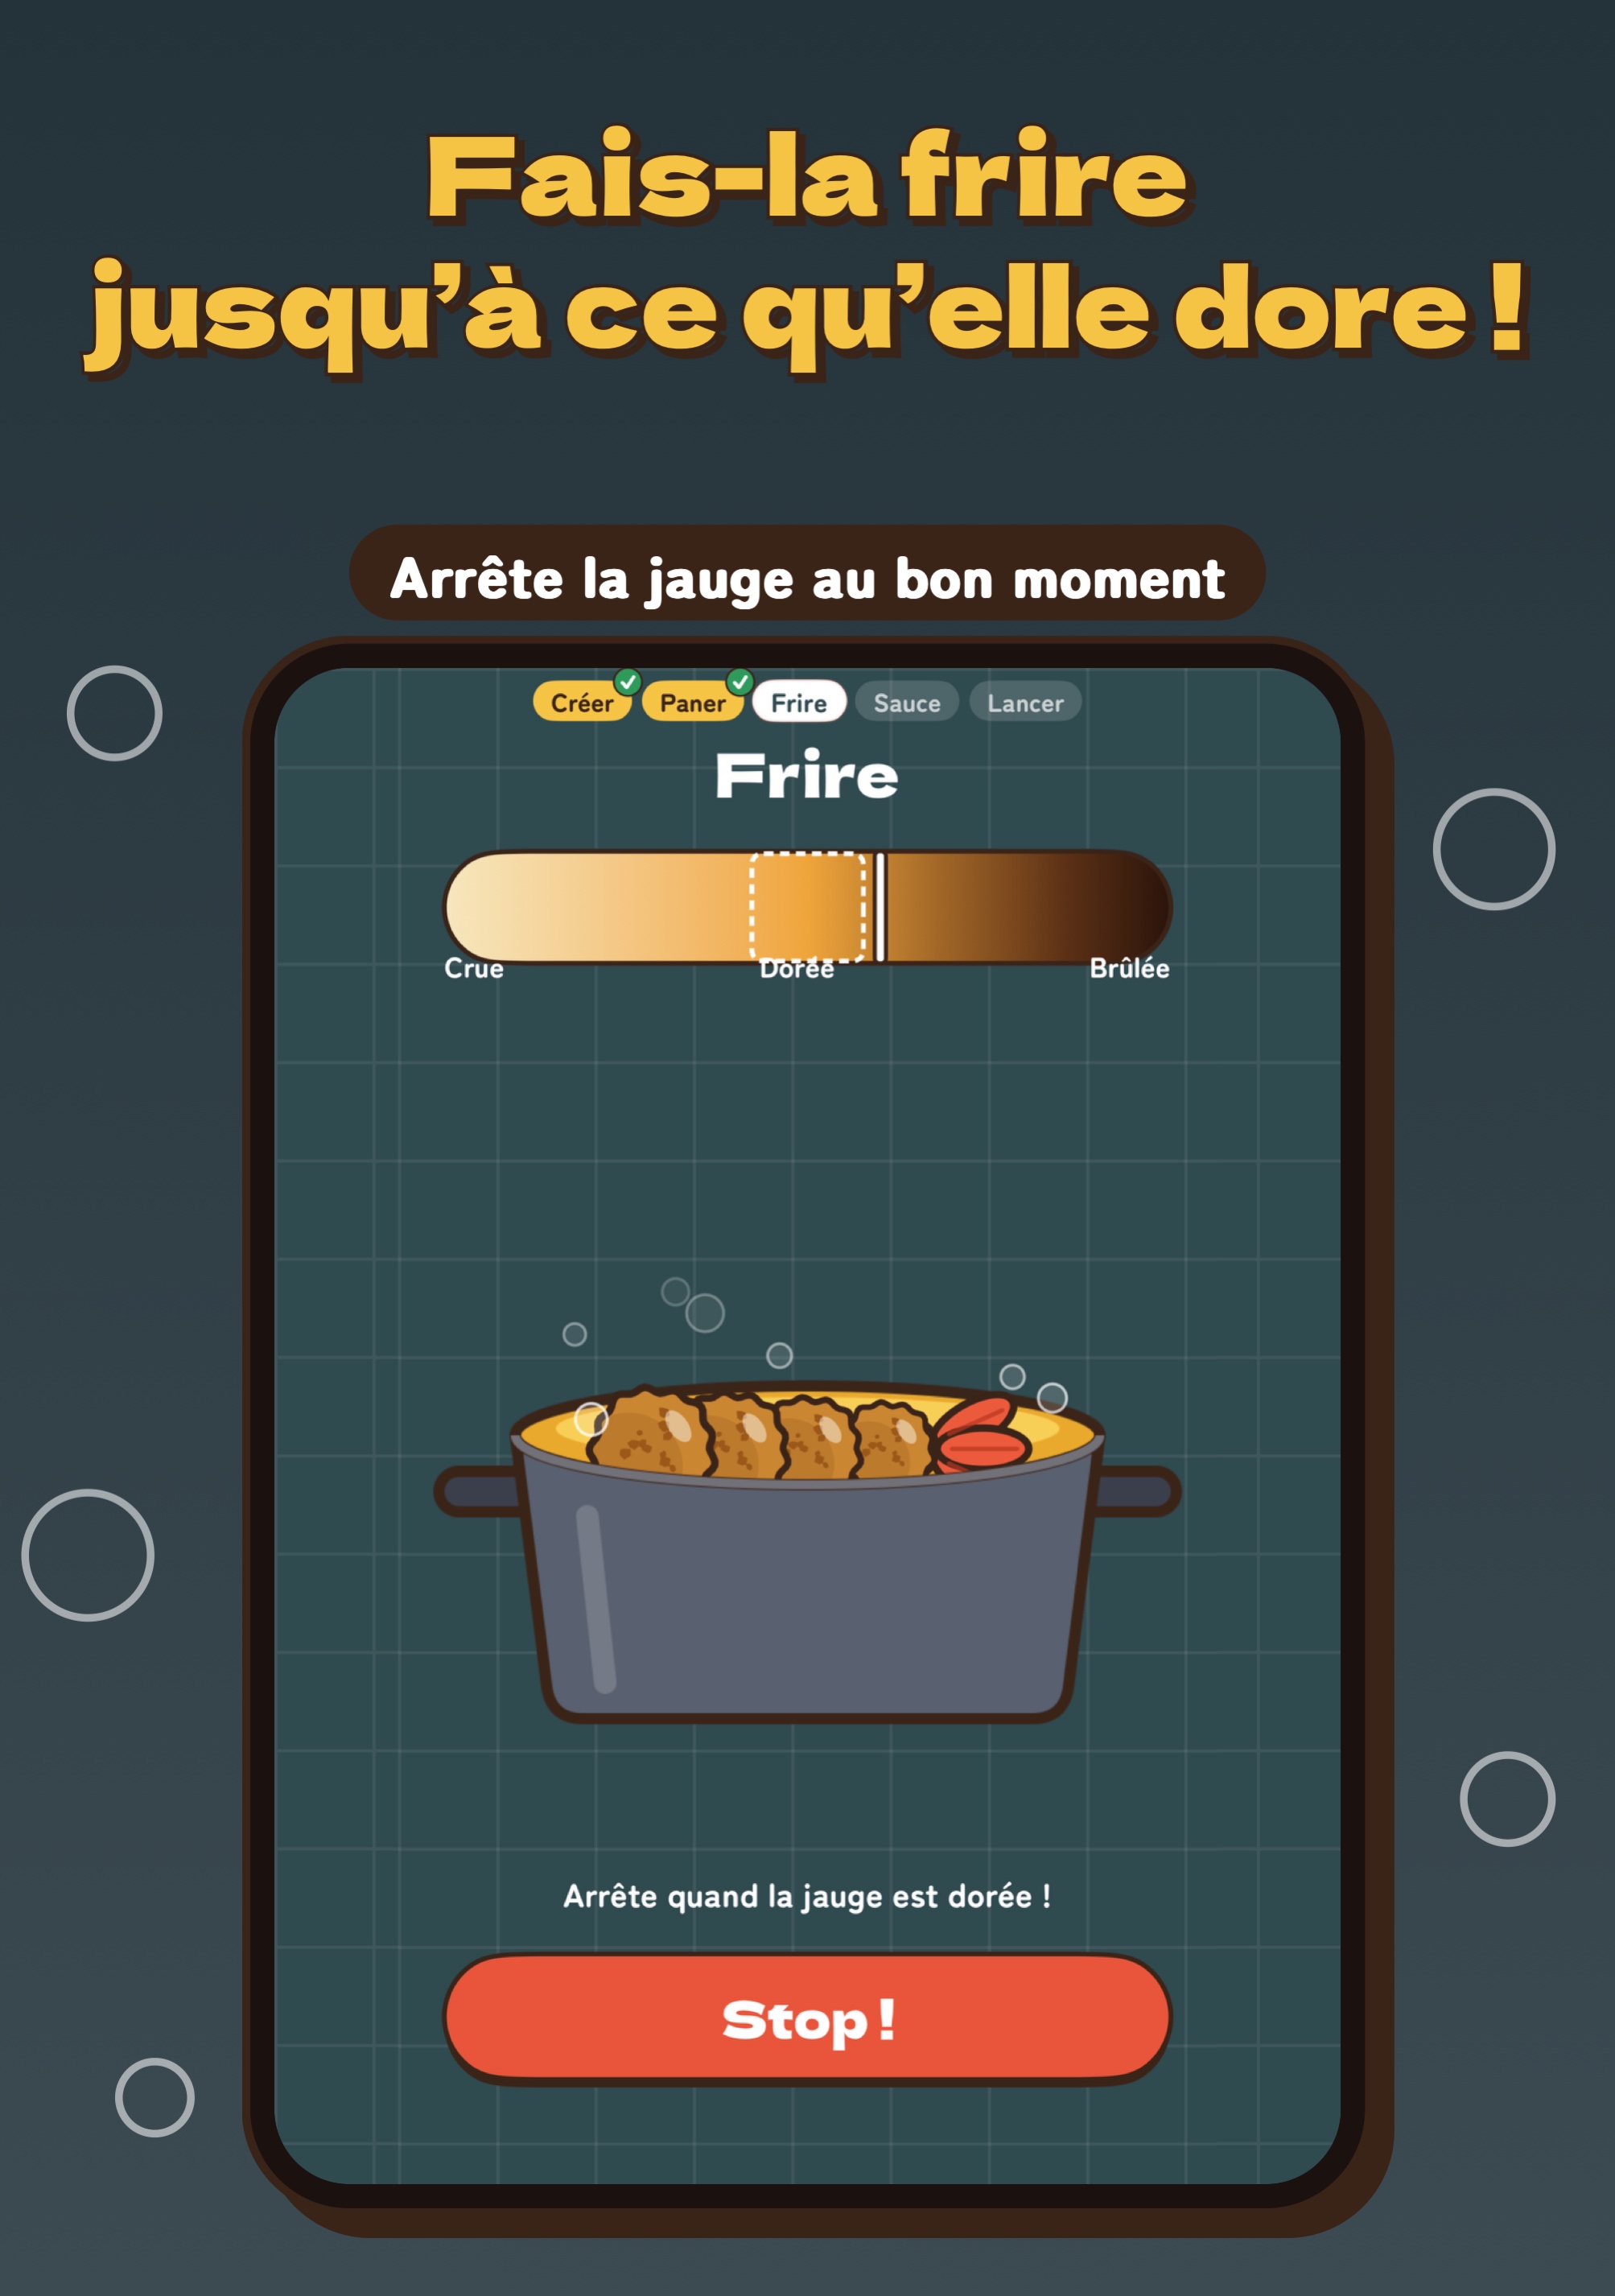 Fais-la frire
jusqu’à ce qu’elle dore !
Arrête la jauge au bon moment
Créer Paner Frire Sauce Lancer
Frire
Crue Dorée Brûlée
Arrête quand la jauge est dorée !
Stop !